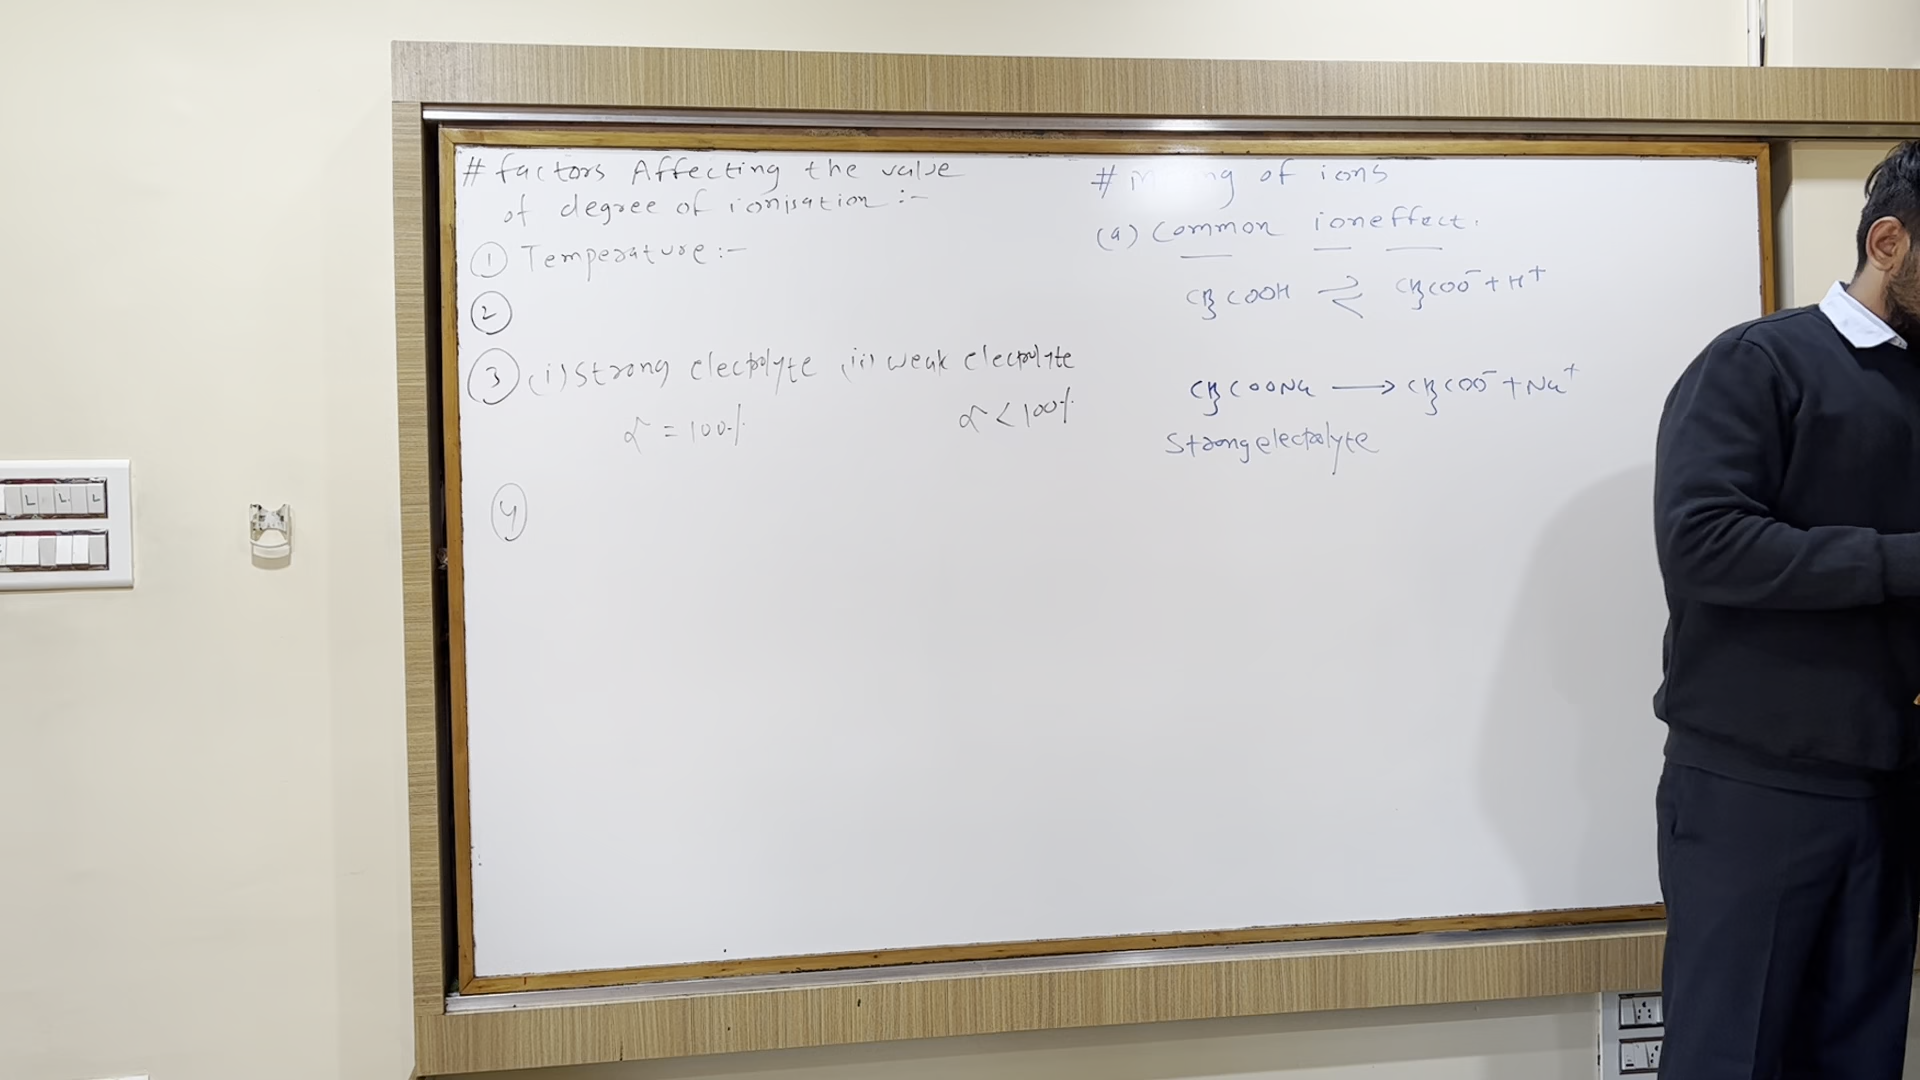 # factors Affecting the value
of degree of ionisation :-
① Temperature :-
②
③ (i) Strong electrolyte, (ii) weak electrolyte
α = 100% α < 100%
④
# of ions
(a) Common ion effect.
CH₃COOH ⇌ CH₃COO⁻ + H⁺
CH₃COONa ⟶ CH₃COO⁻ + Na⁺
Strong electrolyte